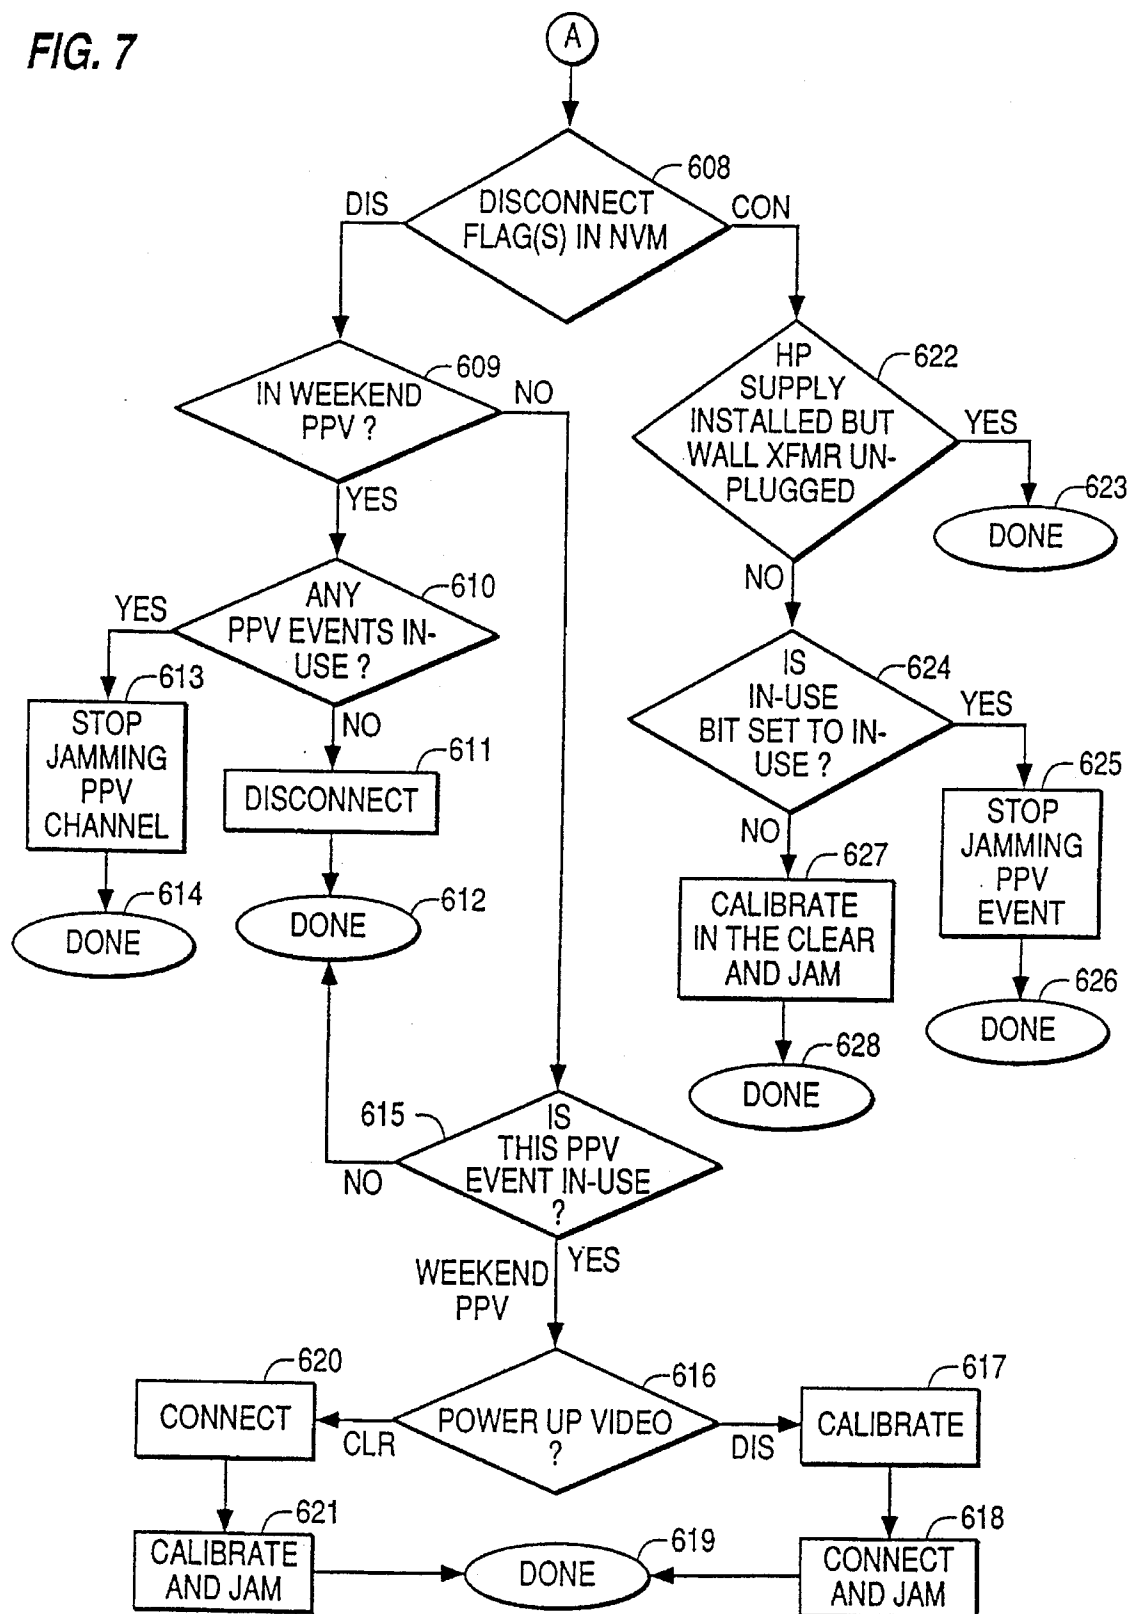 FIG. 7
A
608
DISCONNECT
FLAG(S) IN NVM
DIS
CON
609
IN WEEKEND
PPV ?
NO
YES
HP
SUPPLY
INSTALLED BUT
WALL XFMR UN-
PLUGGED
622
YES
623
DONE
NO
610
ANY
PPV EVENTS IN-
USE ?
YES
NO
613
STOP
JAMMING
PPV
CHANNEL
614
DONE
611
DISCONNECT
612
DONE
IS
IN-USE
BIT SET TO IN-
USE ?
624
YES
NO
625
STOP
JAMMING
PPV
EVENT
626
DONE
627
CALIBRATE
IN THE CLEAR
AND JAM
628
DONE
615
IS
THIS PPV
EVENT IN-USE
?
NO
YES
WEEKEND
PPV
616
POWER UP VIDEO
?
CLR
DIS
620
CONNECT
617
CALIBRATE
621
CALIBRATE
AND JAM
619
DONE
618
CONNECT
AND JAM